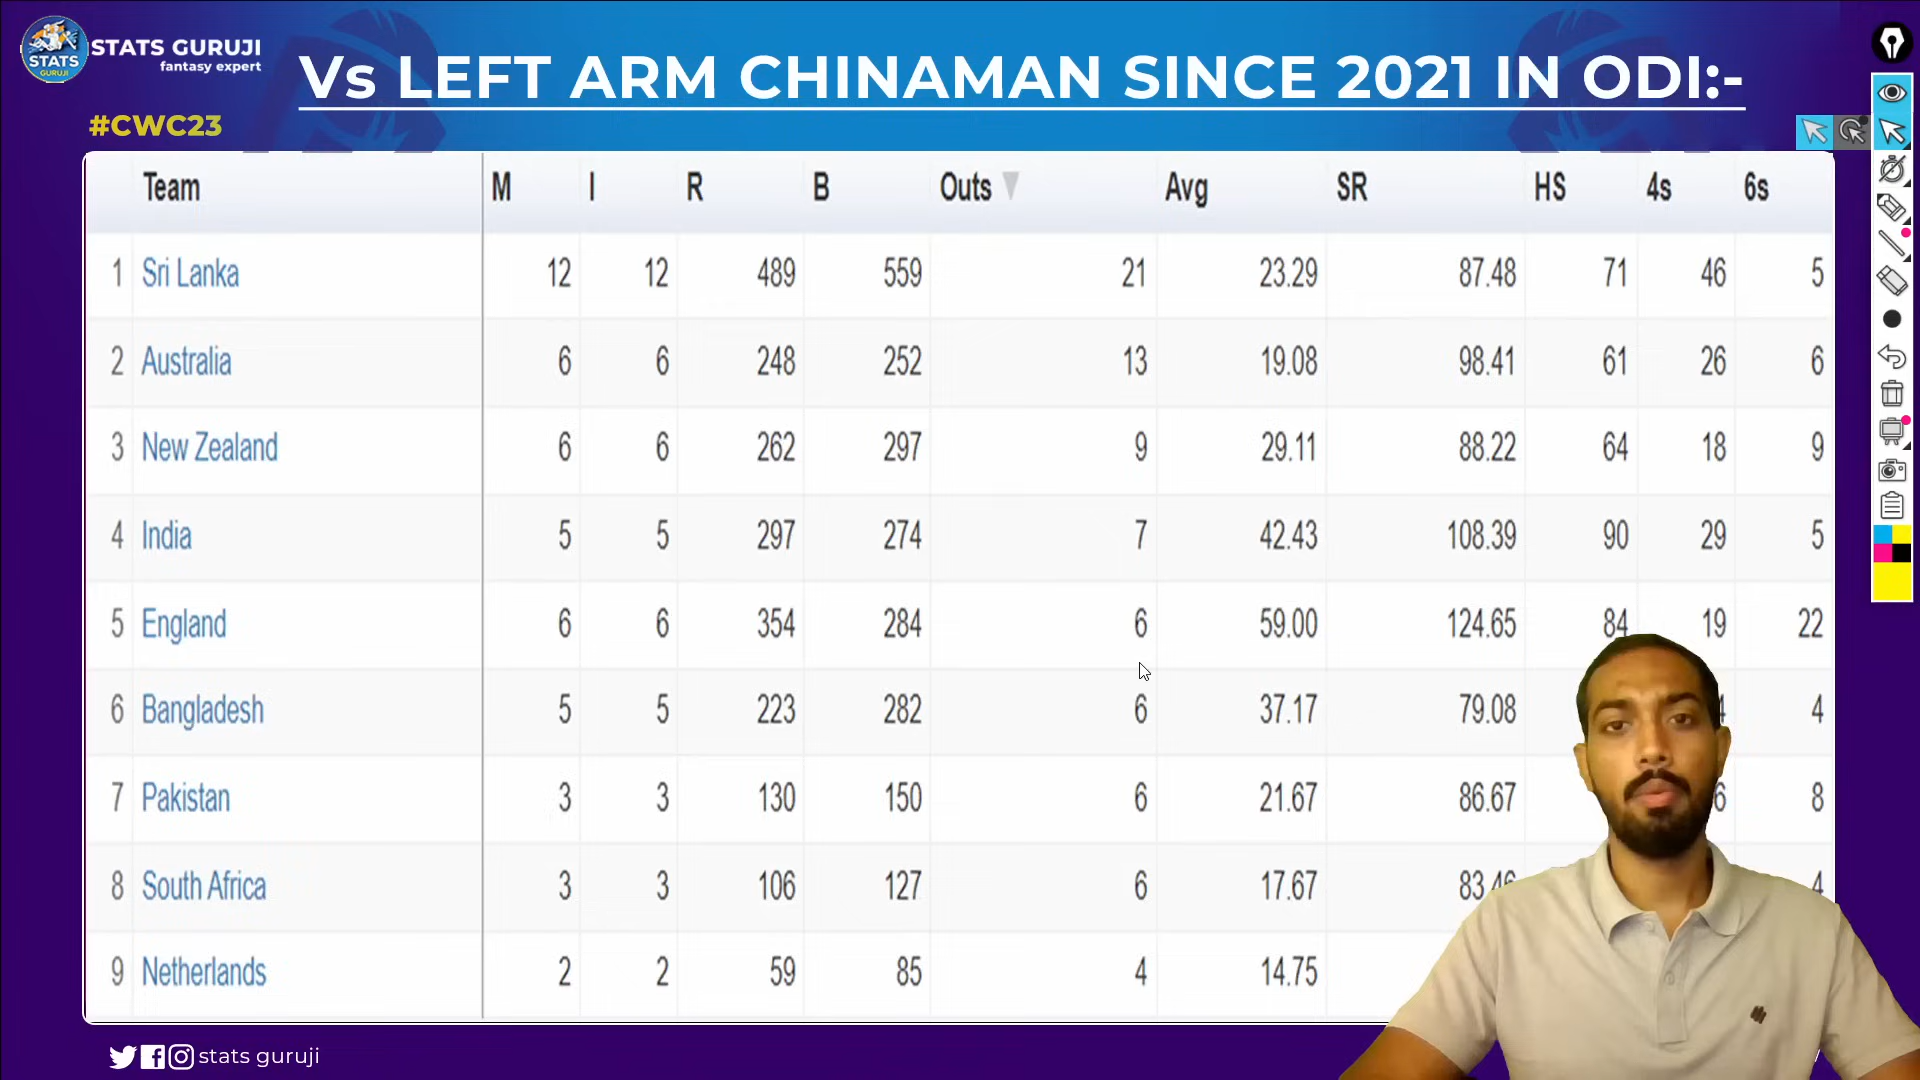 STATS GURUJI
fantasy expert
STATS
GURUJI
Vs LEFT ARM CHINAMAN SINCE 2021 IN ODI:-
#CWC23
Team M I R B Outs Avg SR HS 4s 6s
1 Sri Lanka 12 12 489 559 21 23.29 87.48 71 46 5
2 Australia 6 6 248 252 13 19.08 98.41 61 26 6
3 New Zealand 6 6 262 297 9 29.11 88.22 64 18 9
4 India 5 5 297 274 7 42.43 108.39 90 29 5
5 England 6 6 354 284 6 59.00 124.65 84 19 22
6 Bangladesh 5 5 223 282 6 37.17 79.08 4
7 Pakistan 3 3 130 150 6 21.67 86.67 8
8 South Africa 3 3 106 127 6 17.67 83.46 4
9 Netherlands 2 2 59 85 4 14.75
stats guruji